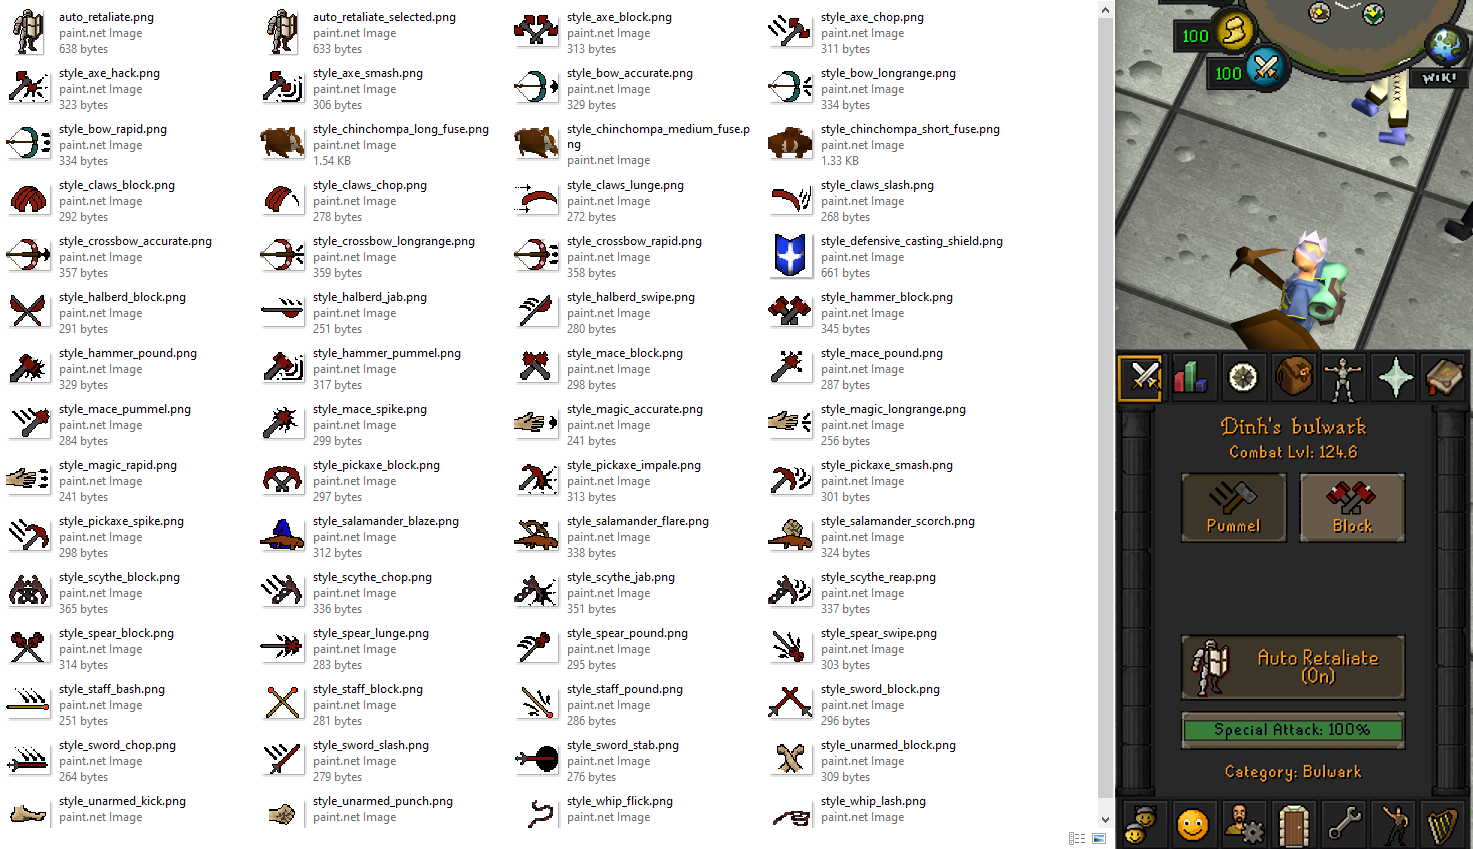 auto_retaliate.png
paint.net Image
638 bytes
auto_retaliate_selected.png
paint.net Image
633 bytes
style_axe_block.png
paint.net Image
313 bytes
style_axe_chop.png
paint.net Image
311 bytes
style_axe_hack.png
paint.net Image
323 bytes
style_axe_smash.png
paint.net Image
306 bytes
style_bow_accurate.png
paint.net Image
329 bytes
style_bow_longrange.png
paint.net Image
334 bytes
style_bow_rapid.png
paint.net Image
334 bytes
style_chinchompa_long_fuse.png
paint.net Image
1.54 KB
style_chinchompa_medium_fuse.p
ng
paint.net Image
style_chinchompa_short_fuse.png
paint.net Image
1.33 KB
style_claws_block.png
paint.net Image
292 bytes
style_claws_chop.png
paint.net Image
278 bytes
style_claws_lunge.png
paint.net Image
272 bytes
style_claws_slash.png
paint.net Image
268 bytes
style_crossbow_accurate.png
paint.net Image
357 bytes
style_crossbow_longrange.png
paint.net Image
359 bytes
style_crossbow_rapid.png
paint.net Image
358 bytes
style_defensive_casting_shield.png
paint.net Image
661 bytes
style_halberd_block.png
paint.net Image
291 bytes
style_halberd_jab.png
paint.net Image
251 bytes
style_halberd_swipe.png
paint.net Image
280 bytes
style_hammer_block.png
paint.net Image
345 bytes
style_hammer_pound.png
paint.net Image
329 bytes
style_hammer_pummel.png
paint.net Image
317 bytes
style_mace_block.png
paint.net Image
298 bytes
style_mace_pound.png
paint.net Image
287 bytes
style_mace_pummel.png
paint.net Image
284 bytes
style_mace_spike.png
paint.net Image
299 bytes
style_magic_accurate.png
paint.net Image
241 bytes
style_magic_longrange.png
paint.net Image
256 bytes
style_magic_rapid.png
paint.net Image
241 bytes
style_pickaxe_block.png
paint.net Image
297 bytes
style_pickaxe_impale.png
paint.net Image
313 bytes
style_pickaxe_smash.png
paint.net Image
301 bytes
style_pickaxe_spike.png
paint.net Image
298 bytes
style_salamander_blaze.png
paint.net Image
312 bytes
style_salamander_flare.png
paint.net Image
338 bytes
style_salamander_scorch.png
paint.net Image
324 bytes
style_scythe_block.png
paint.net Image
365 bytes
style_scythe_chop.png
paint.net Image
336 bytes
style_scythe_jab.png
paint.net Image
351 bytes
style_scythe_reap.png
paint.net Image
337 bytes
style_spear_block.png
paint.net Image
314 bytes
style_spear_lunge.png
paint.net Image
283 bytes
style_spear_pound.png
paint.net Image
295 bytes
style_spear_swipe.png
paint.net Image
303 bytes
style_staff_bash.png
paint.net Image
251 bytes
style_staff_block.png
paint.net Image
281 bytes
style_staff_pound.png
paint.net Image
286 bytes
style_sword_block.png
paint.net Image
296 bytes
style_sword_chop.png
paint.net Image
264 bytes
style_sword_slash.png
paint.net Image
279 bytes
style_sword_stab.png
paint.net Image
276 bytes
style_unarmed_block.png
paint.net Image
309 bytes
style_unarmed_kick.png
paint.net Image
style_unarmed_punch.png
paint.net Image
style_whip_flick.png
paint.net Image
style_whip_lash.png
paint.net Image
100
100
WIKI
Dinh's bulwark
Combat Lvl: 124.6
Pummel
Block
Auto Retaliate
(On)
Special Attack: 100%
Category: Bulwark